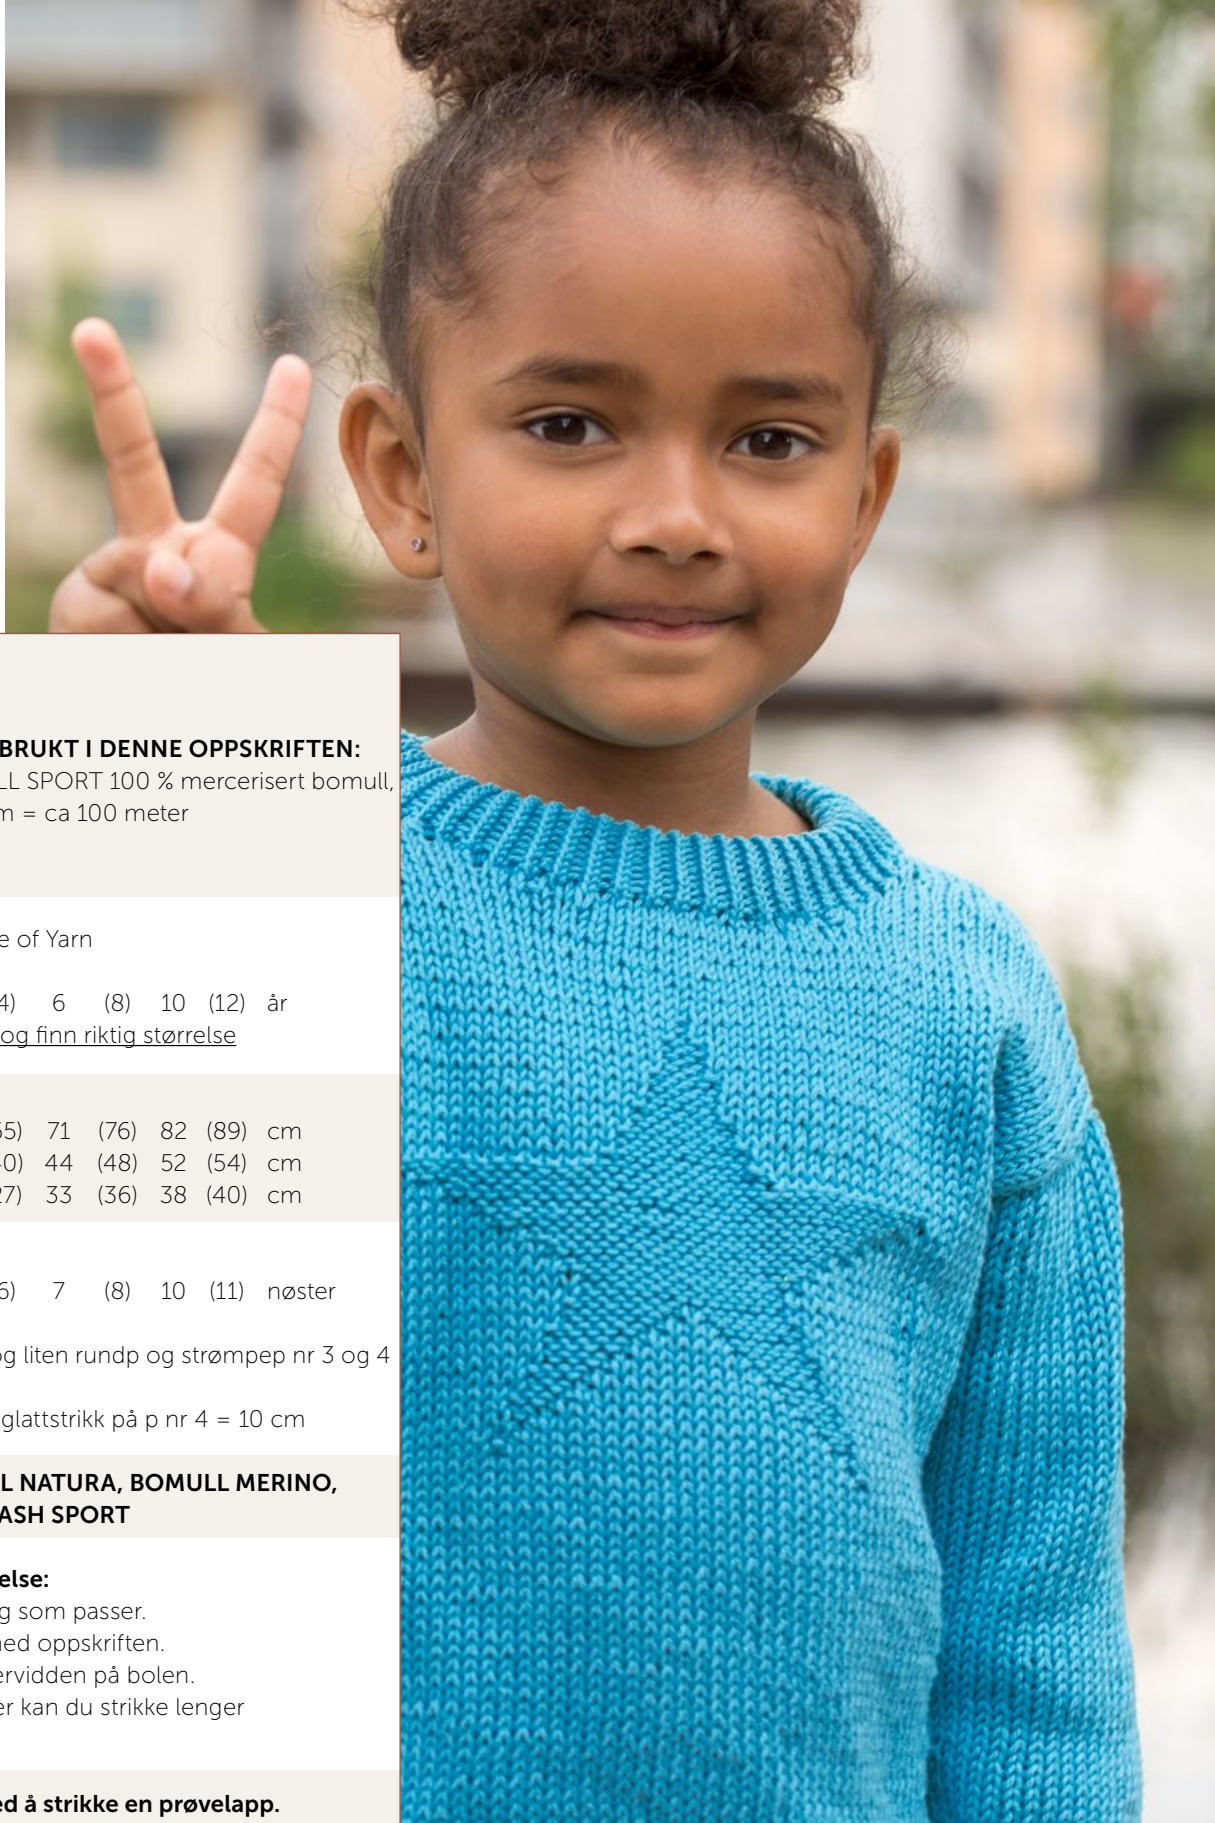 BRUKT I DENNE OPPSKRIFTEN:
LL SPORT 100 % mercerisert bomull,
m = ca 100 meter
e of Yarn
4) 6 (8) 10 (12) år
og finn riktig størrelse
55) 71 (76) 82 (89) cm
40) 44 (48) 52 (54) cm
27) 33 (36) 38 (40) cm
6) 7 (8) 10 (11) nøster
og liten rundp og strømpep nr 3 og 4
glattstrikk på p nr 4 = 10 cm
L NATURA, BOMULL MERINO,
ASH SPORT
else:
g som passer.
ned oppskriften.
ervidden på bolen.
er kan du strikke lenger
ed å strikke en prøvelapp.